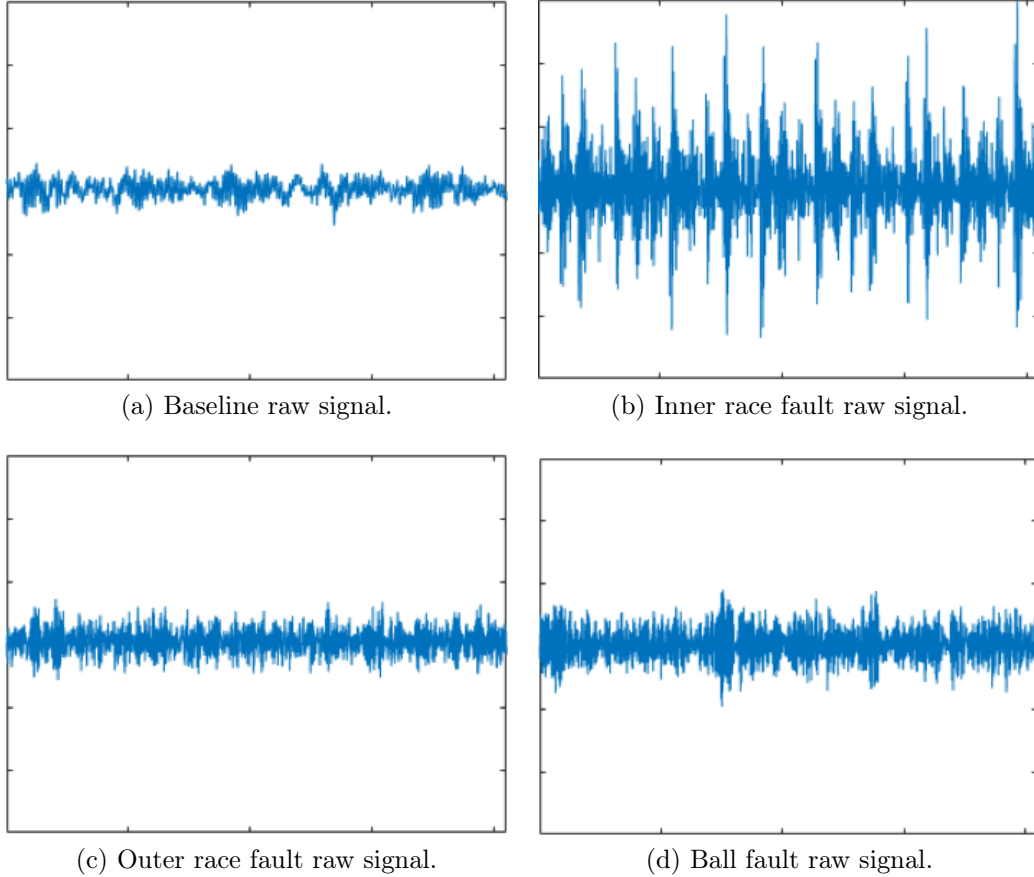 (a) Baseline raw signal.
(b) Inner race fault raw signal.
(c) Outer race fault raw signal.
(d) Ball fault raw signal.